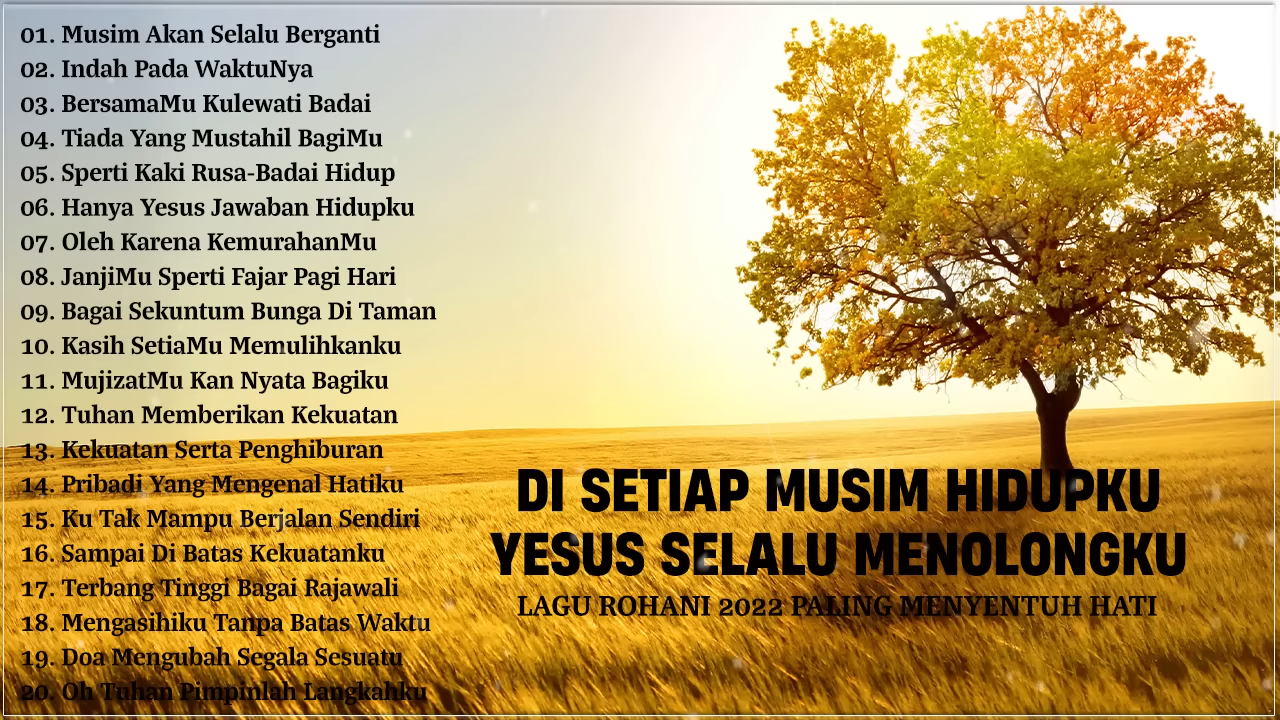 01. Musim Akan Selalu Berganti
02. Indah Pada WaktuNya
03. BersamaMu Kulewati Badai
04. Tiada Yang Mustahil BagiMu
05. Sperti Kaki Rusa-Badai Hidup
06. Hanya Yesus Jawaban Hidupku
07. Oleh Karena KemurahanMu
08. JanjiMu Sperti Fajar Pagi Hari
09. Bagai Sekuntum Bunga Di Taman
10. Kasih SetiaMu Memulihkanku
11. MujizatMu Kan Nyata Bagiku
12. Tuhan Memberikan Kekuatan
13. Kekuatan Serta Penghiburan
14. Pribadi Yang Mengenal Hatiku
15. Ku Tak Mampu Berjalan Sendiri
16. Sampai Di Batas Kekuatanku
17. Terbang Tinggi Bagai Rajawali
18. Mengasihiku Tanpa Batas Waktu
19. Doa Mengubah Segala Sesuatu
20. Oh Tuhan Pimpinlah Langkahku
DI SETIAP MUSIM HIDUPKU
YESUS SELALU MENOLONGKU
LAGU ROHANI 2022 PALING MENYENTUH HATI